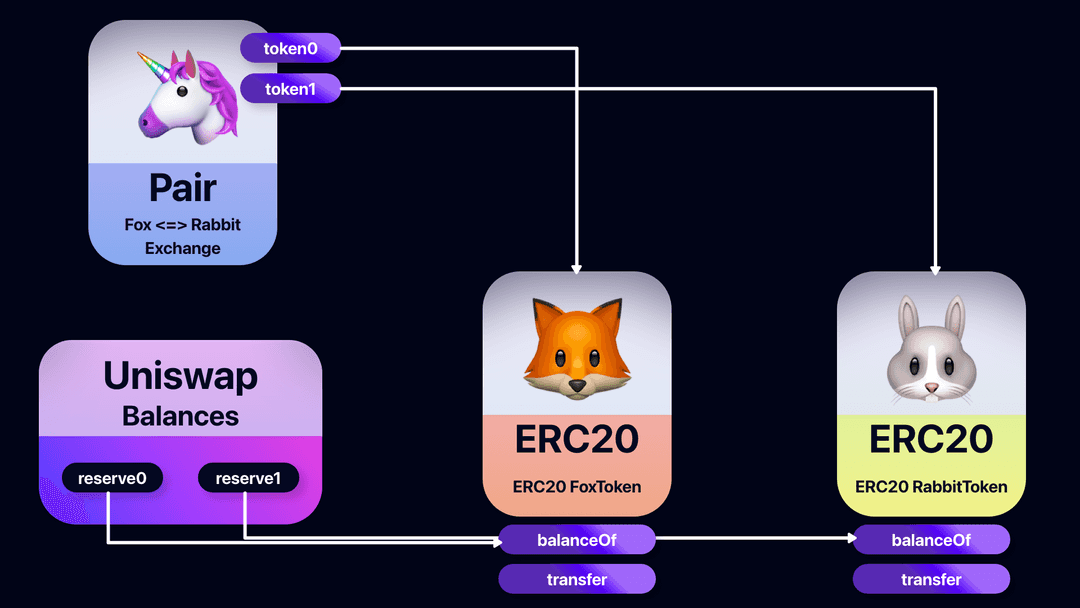 token0
token1
Pair
Fox <=> Rabbit
Exchange
Uniswap
Balances
reserve0
reserve1
ERC20
ERC20 FoxToken
balanceOf
transfer
ERC20
ERC20 RabbitToken
balanceOf
transfer